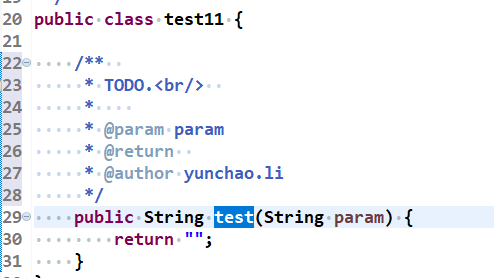 20 public class test11 {
21
22 /**
23 * TODO.<br/>
24 *
25 * @param param
26 * @return
27 * @author yunchao.li
28 */
29 public String test(String param) {
30 return "";
31 }